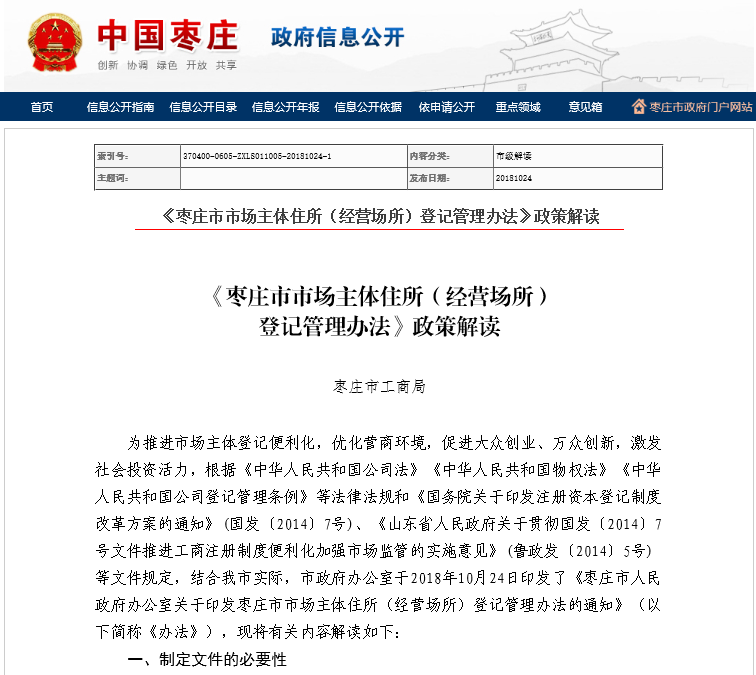 中国枣庄
政府信息公开
创新 协调 绿色 开放 共享
首页 信息公开指南 信息公开目录 信息公开年报 信息公开依据 依申请公开 重点领域 意见箱 枣庄市政府门户网站
索引号： 370400-0605-ZXLS011005-20181024-1 内容分类： 市级解读
主题词： 发布日期： 20181024
《枣庄市市场主体住所（经营场所）登记管理办法》政策解读
《枣庄市市场主体住所（经营场所）
登记管理办法》政策解读
枣庄市工商局
为推进市场主体登记便利化，优化营商环境，促进大众创业、万众创新，激发
社会投资活力，根据《中华人民共和国公司法》《中华人民共和国物权法》《中华
人民共和国公司登记管理条例》等法律法规和《国务院关于印发注册资本登记制度
改革方案的通知》(国发〔2014〕7号)、《山东省人民政府关于贯彻国发〔2014〕7
号文件推进工商注册制度便利化加强市场监管的实施意见》(鲁政发〔2014〕5号)
等文件规定，结合我市实际，市政府办公室于2018年10月24日印发了《枣庄市人民
政府办公室关于印发枣庄市市场主体住所（经营场所）登记管理办法的通知》（以
下简称《办法》），现将有关内容解读如下：
一、制定文件的必要性